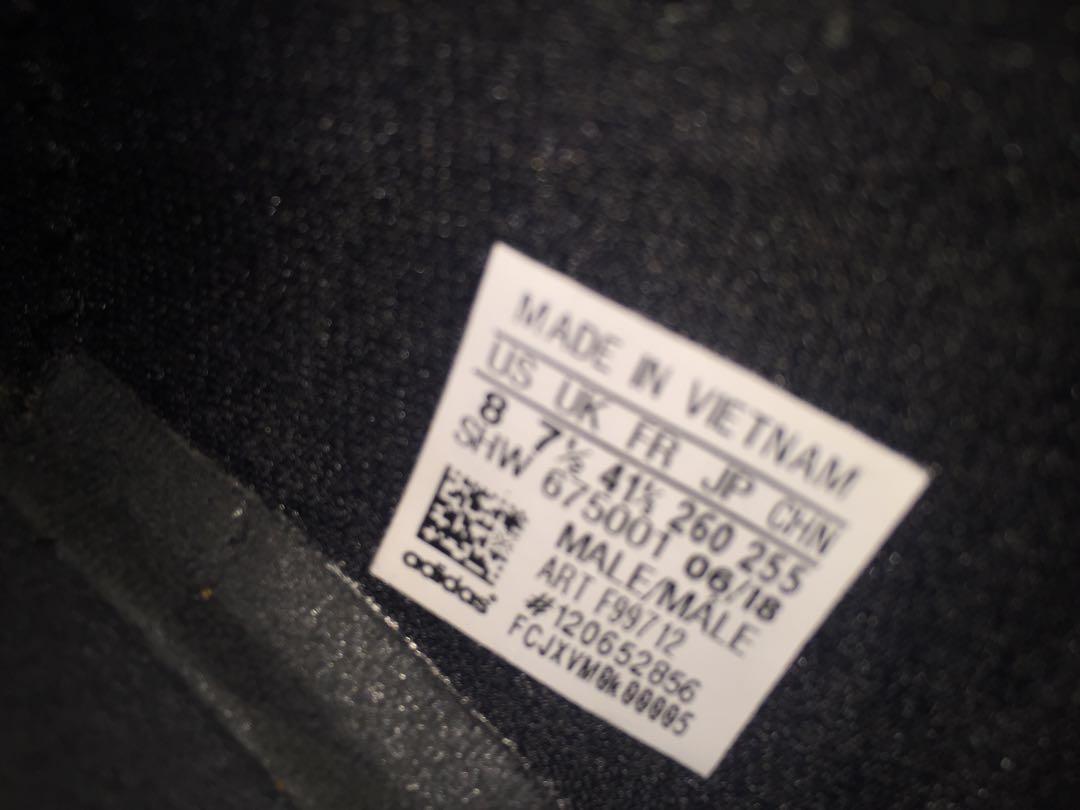 MADE IN VIETNAM
US UK FR JP CHN
8 7½ 41⅓ 260 255
SHW 675001 06/18
MALE/MÂLE
ART F99712
#120652856
FCJXVM0k00005
adidas